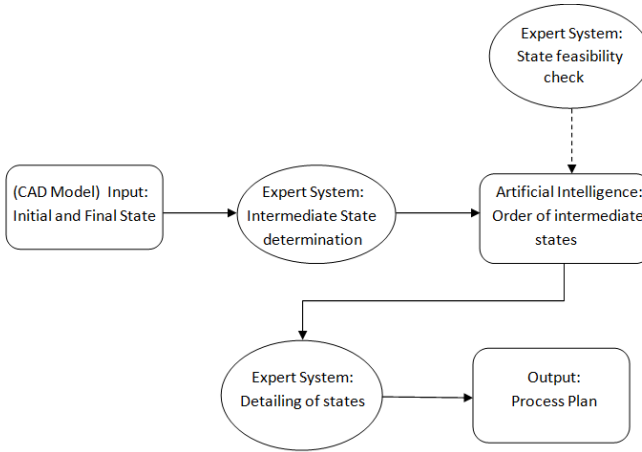 Expert System:
State feasibility
check
(CAD Model)  Input:
Initial and Final State
Expert System:
Intermediate State
determination
Artificial Intelligence:
Order of intermediate
states
Expert System:
Detailing of states
Output:
Process Plan